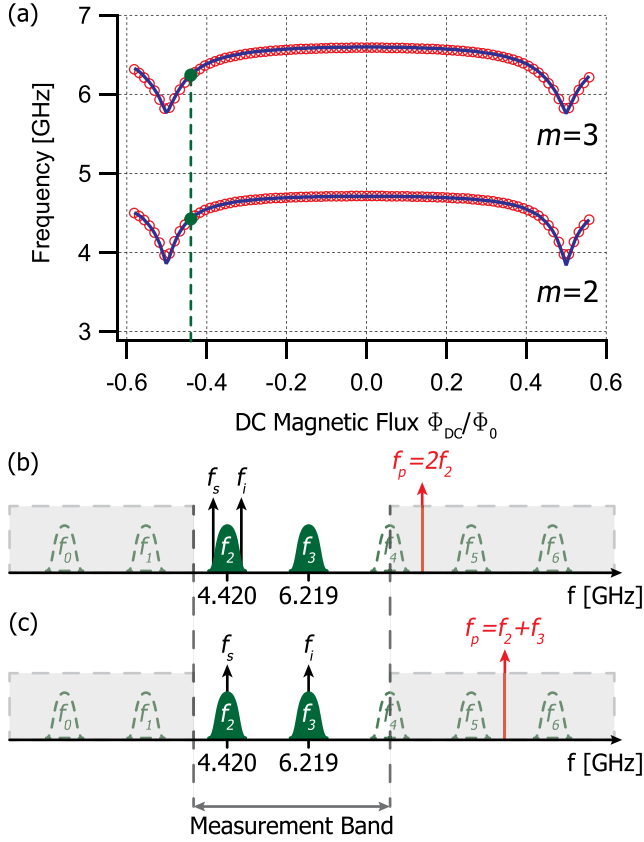 (a)
7
6
5
4
3
Frequency [GHz]
m=3
m=2
-0.6 -0.4 -0.2 0.0 0.2 0.4 0.6
DC Magnetic Flux Φ_DC/Φ_0
(b)
f_s f_i f_p=2f_2
f_0 f_1 f_2 f_3 f_4 f_5 f_6
4.420 6.219 f [GHz]
(c)
f_s f_i f_p=f_2+f_3
f_0 f_1 f_2 f_3 f_4 f_5 f_6
4.420 6.219 f [GHz]
Measurement Band